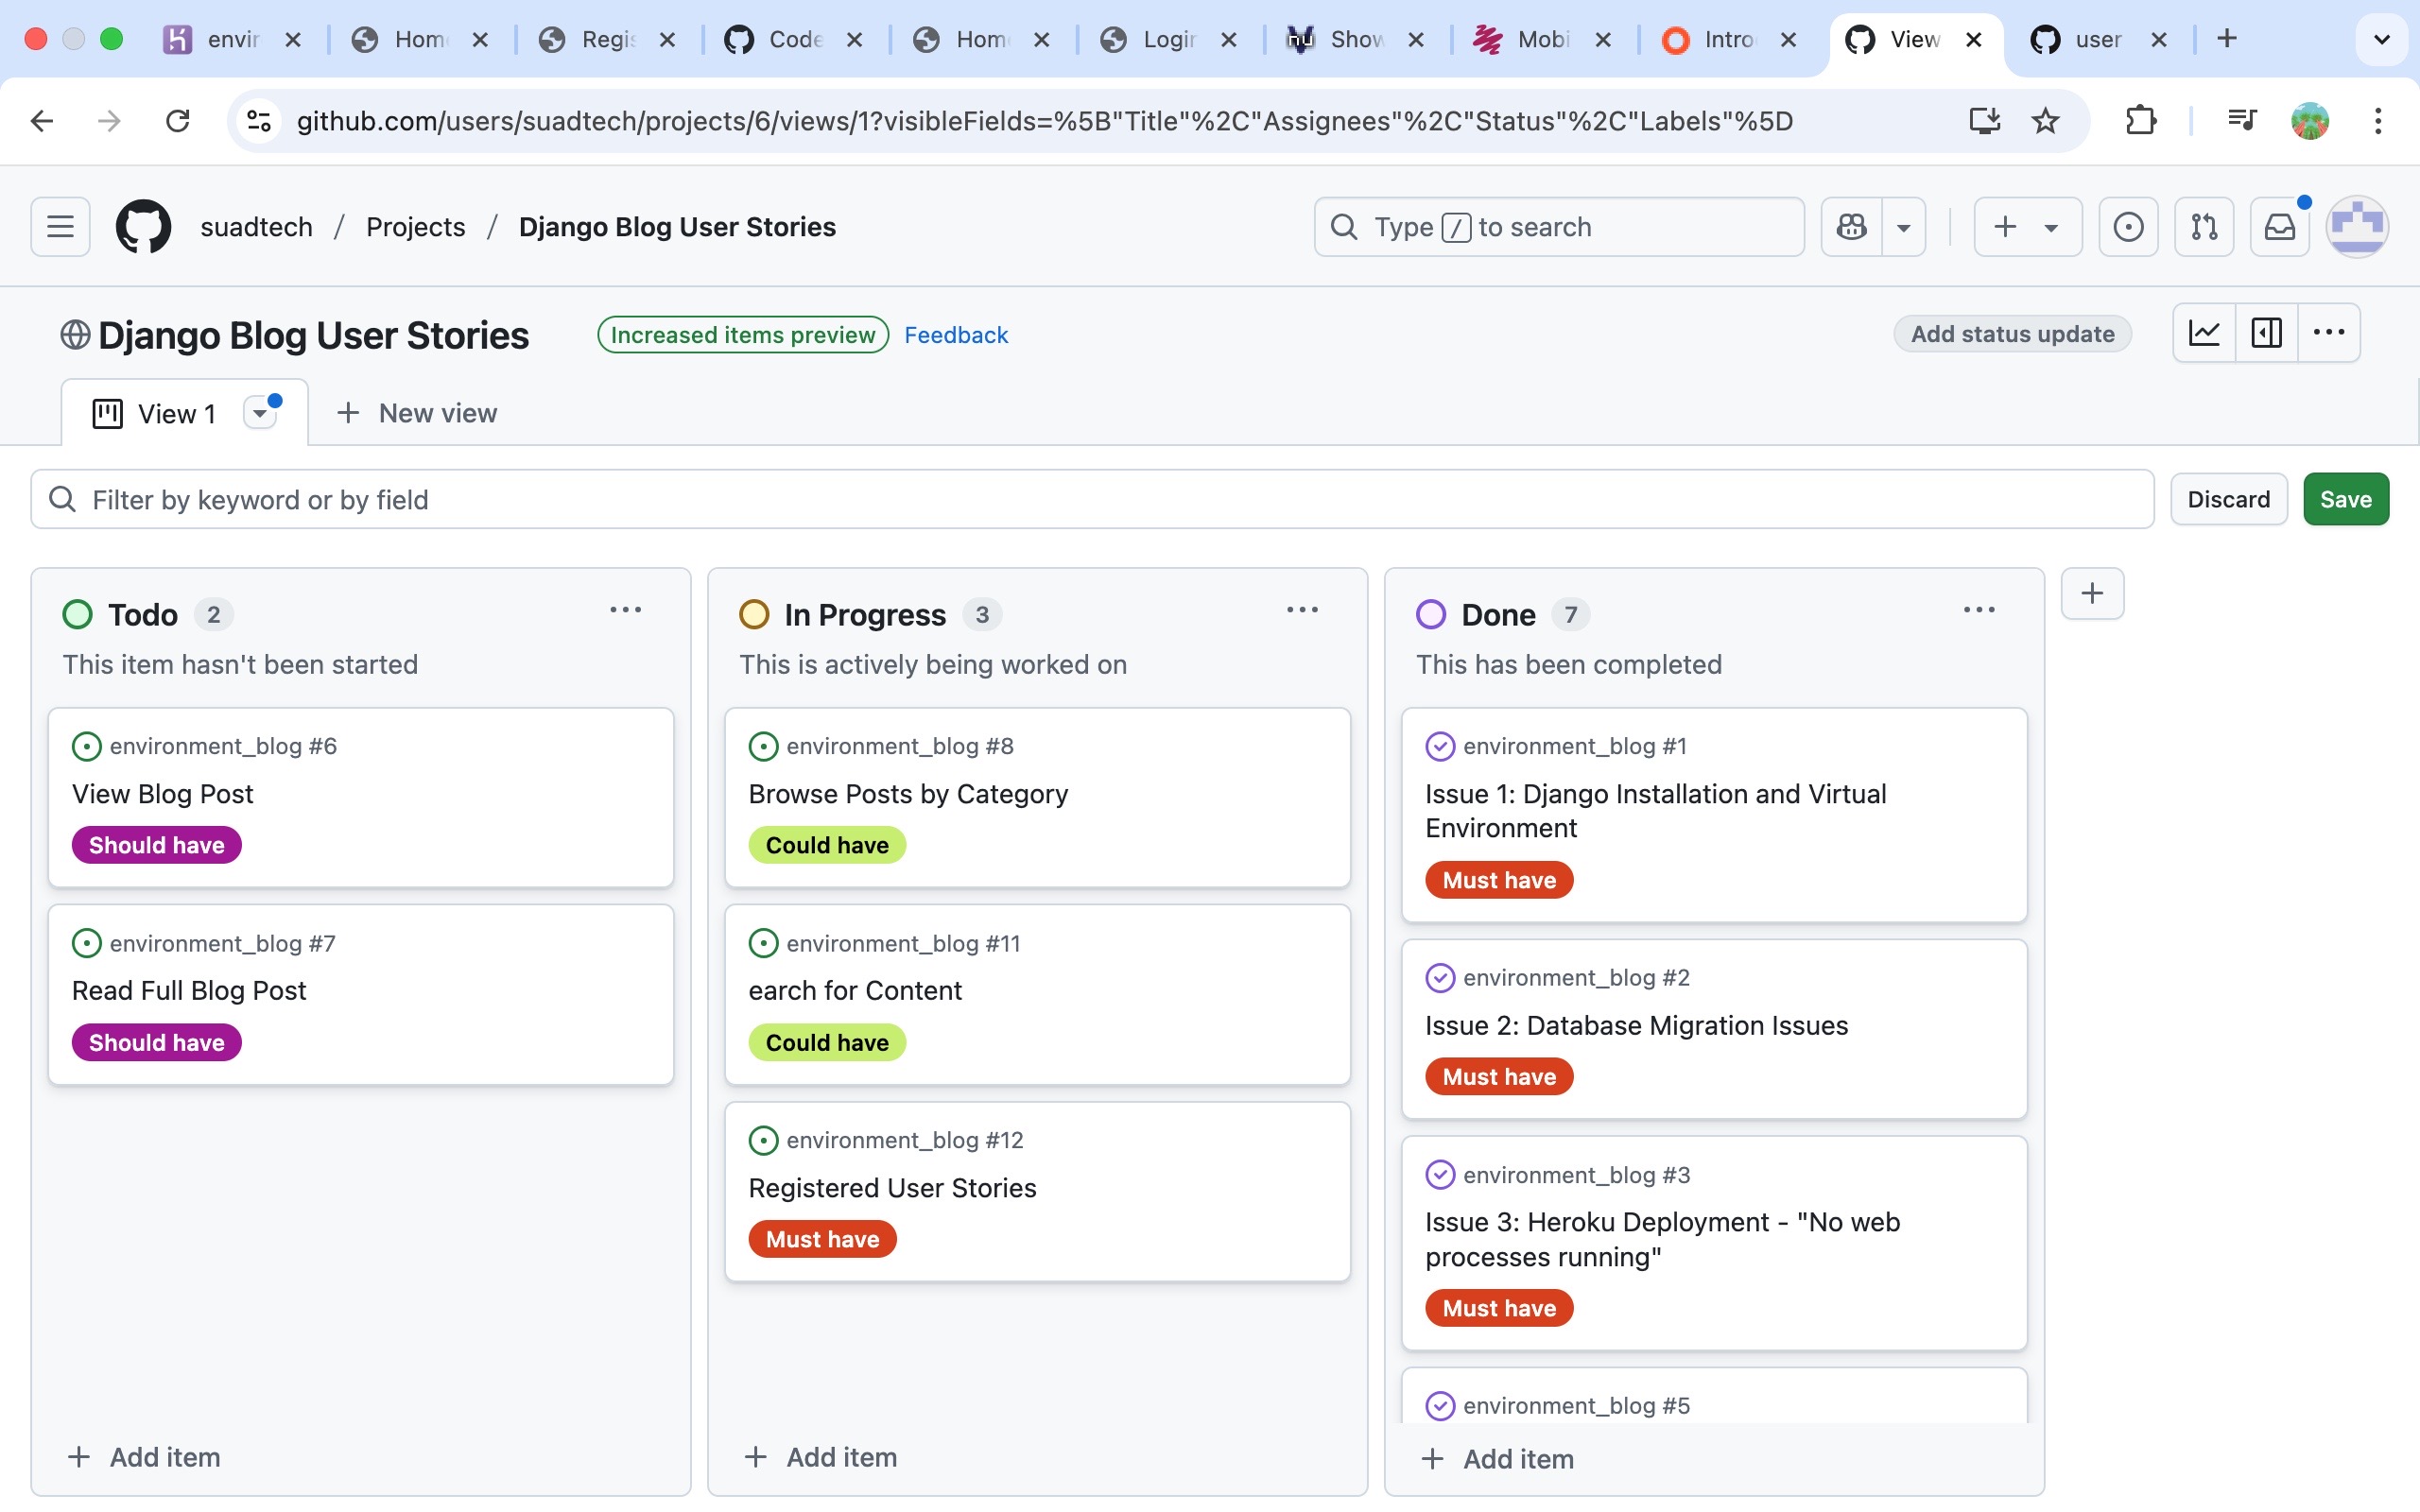 envir
Hom
Regis
Code
Hom
Login
nu
Show
Mobi
Intro
View
user
github.com/users/suadtech/projects/6/views/1?visibleFields=%5B"Title"%2C"Assignees"%2C"Status"%2C"Labels"%5D
suadtech / Projects / Django Blog User Stories
Type / to search
Django Blog User Stories
Increased items preview
Feedback
Add status update
View 1
New view
Filter by keyword or by field
Discard
Save
Todo 2
This item hasn't been started
environment_blog #6
View Blog Post
Should have
environment_blog #7
Read Full Blog Post
Should have
Add item
In Progress 3
This is actively being worked on
environment_blog #8
Browse Posts by Category
Could have
environment_blog #11
earch for Content
Could have
environment_blog #12
Registered User Stories
Must have
Add item
Done 7
This has been completed
environment_blog #1
Issue 1: Django Installation and Virtual
Environment
Must have
environment_blog #2
Issue 2: Database Migration Issues
Must have
environment_blog #3
Issue 3: Heroku Deployment - "No web
processes running"
Must have
environment_blog #5
Add item